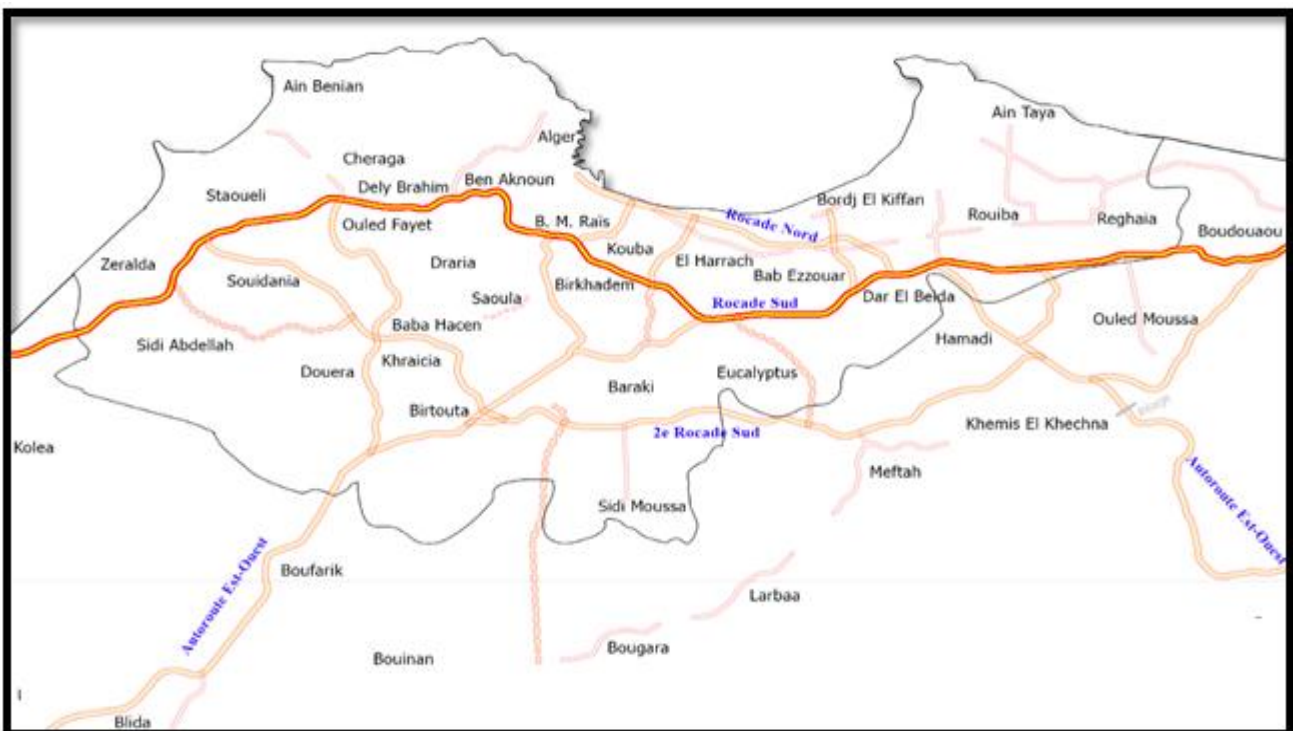 Ain Benian
Ain Taya
Alger
Cheraga
Ben Aknoun
Dely Brahim
Staoueli
Bordj El Kiffan
Rouiba
Reghaia
Ouled Fayet
B. M. Raïs
Rocade Nord
Boudouaou
Kouba
Zeralda
Draria
El Harrach
Souidania
Birkhadem
Bab Ezzouar
Saoula
Rocade Sud
Dar El Beida
Baba Hacen
Ouled Moussa
Sidi Abdellah
Hamadi
Khraicia
Douera
Eucalyptus
Baraki
Birtouta
Khemis El Khechna
2e Rocade Sud
Kolea
Meftah
Autoroute Est-Ouest
Sidi Moussa
Autoroute Est-Ouest
Boufarik
Larbaa
Bougara
Bouinan
Blida